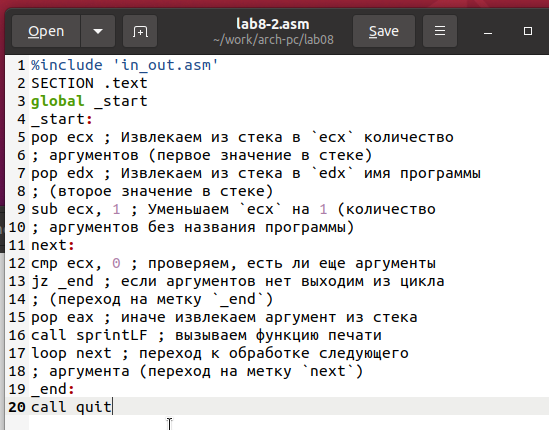 Open
lab8-2.asm
~/work/arch-pc/lab08
Save
1 %include 'in_out.asm'
2 SECTION .text
3 global _start
4 _start:
5 pop ecx ; Извлекаем из стека в `ecx` количество
6 ; аргументов (первое значение в стеке)
7 pop edx ; Извлекаем из стека в `edx` имя программы
8 ; (второе значение в стеке)
9 sub ecx, 1 ; Уменьшаем `ecx` на 1 (количество
10 ; аргументов без названия программы)
11 next:
12 cmp ecx, 0 ; проверяем, есть ли еще аргументы
13 jz _end ; если аргументов нет выходим из цикла
14 ; (переход на метку `_end`)
15 pop eax ; иначе извлекаем аргумент из стека
16 call sprintLF ; вызываем функцию печати
17 loop next ; переход к обработке следующего
18 ; аргумента (переход на метку `next`)
19 _end:
20 call quit